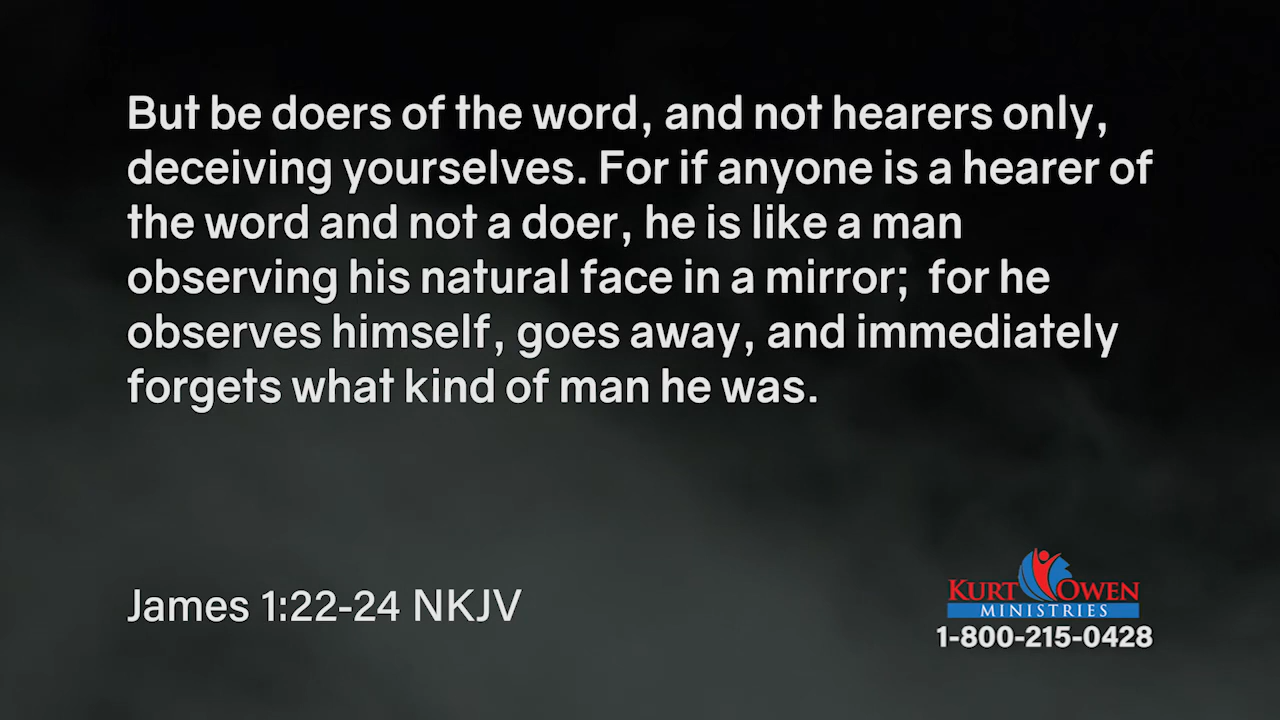 But be doers of the word, and not hearers only,
deceiving yourselves. For if anyone is a hearer of
the word and not a doer, he is like a man
observing his natural face in a mirror;  for he
observes himself, goes away, and immediately
forgets what kind of man he was.
James 1:22-24 NKJV
KURT OWEN
MINISTRIES
1-800-215-0428